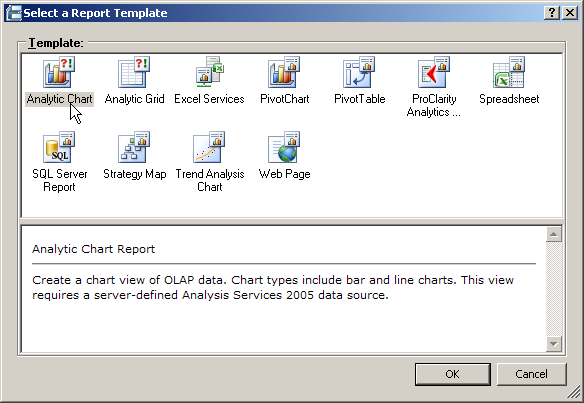 Select a Report Template
Template:
Analytic Chart
Analytic Grid
Excel Services
PivotChart
PivotTable
ProClarity
Analytics ...
Spreadsheet
SQL
SQL Server
Report
Strategy Map
Trend Analysis
Chart
Web Page
Analytic Chart Report
Create a chart view of OLAP data. Chart types include bar and line charts. This view
requires a server-defined Analysis Services 2005 data source.
OK
Cancel